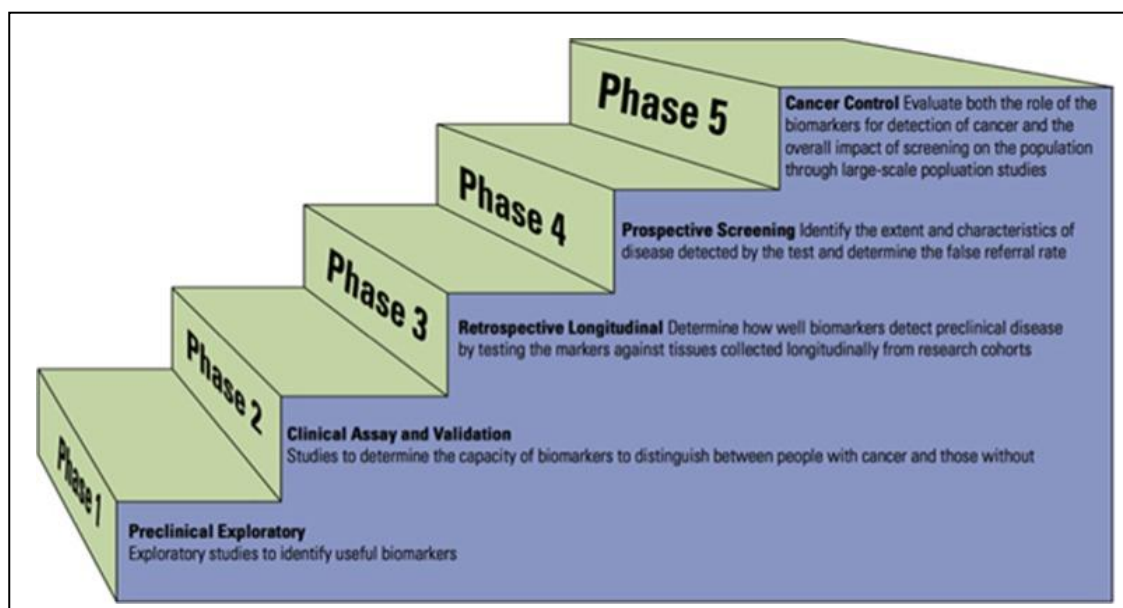 Phase 5
Cancer Control Evaluate both the role of the
biomarkers for detection of cancer and the
overall impact of screening on the population
through large-scale popluation studies
Phase 4
Prospective Screening Identify the extent and characteristics of
disease detected by the test and determine the false referral rate
Phase 3
Retrospective Longitudinal Determine how well biomarkers detect preclinical disease
by testing the markers against tissues collected longitudinally from research cohorts
Phase 2
Clinical Assay and Validation
Studies to determine the capacity of biomarkers to distinguish between people with cancer and those without
Phase 1
Preclinical Exploratory
Exploratory studies to identify useful biomarkers